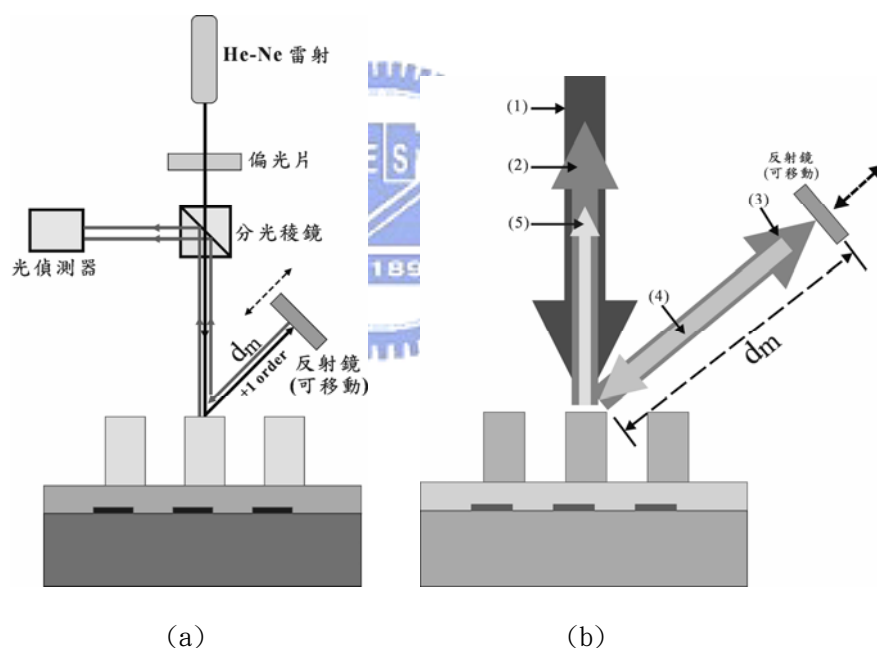 He-Ne 雷射
偏光片
分光稜鏡
光偵測器
dm
+1 order
反射鏡
(可移動)
(a)
(1)
(2)
(5)
(3)
(4)
反射鏡
(可移動)
dm
(b)
E S
189